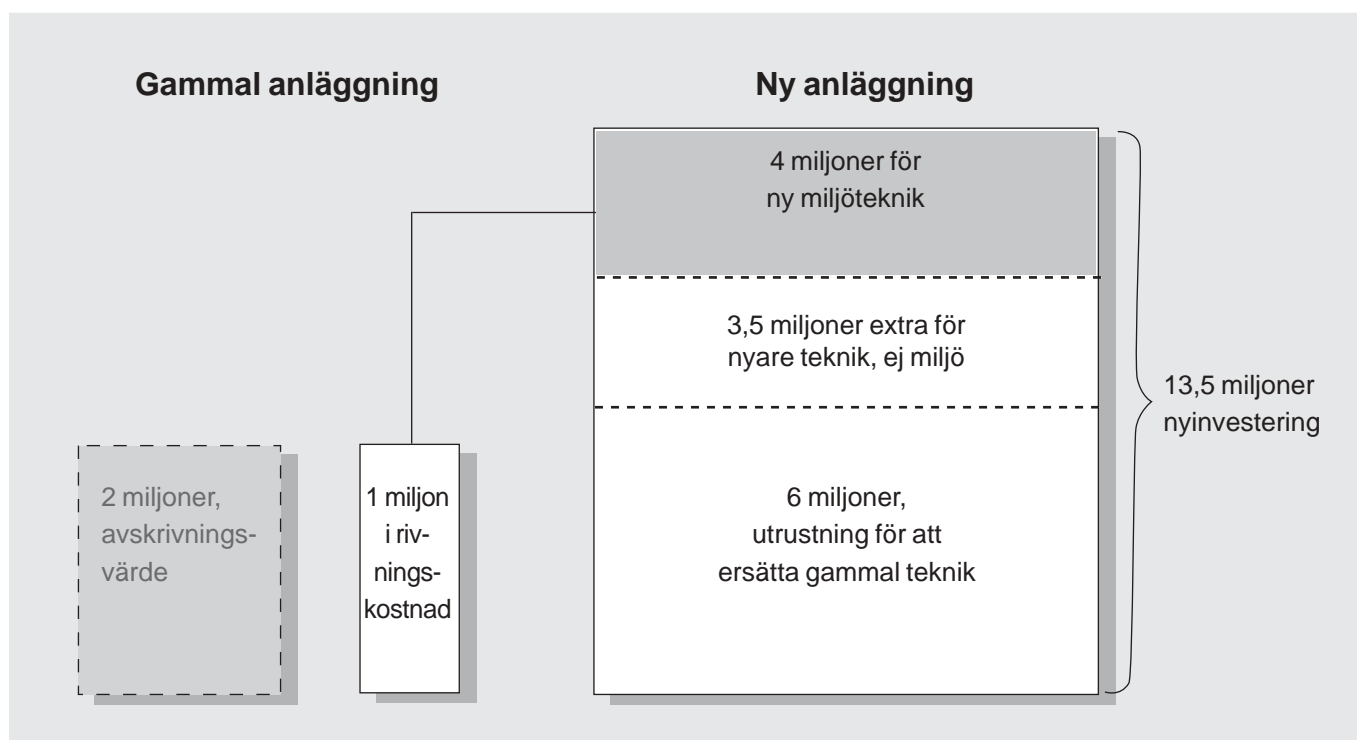 Gammal anläggning
Ny anläggning
4 miljoner för
ny miljöteknik
3,5 miljoner extra för
nyare teknik, ej miljö
13,5 miljoner
nyinvestering
2 miljoner,
avskrivnings-
värde
1 miljon
i riv-
nings-
kostnad
6 miljoner,
utrustning för att
ersätta gammal teknik